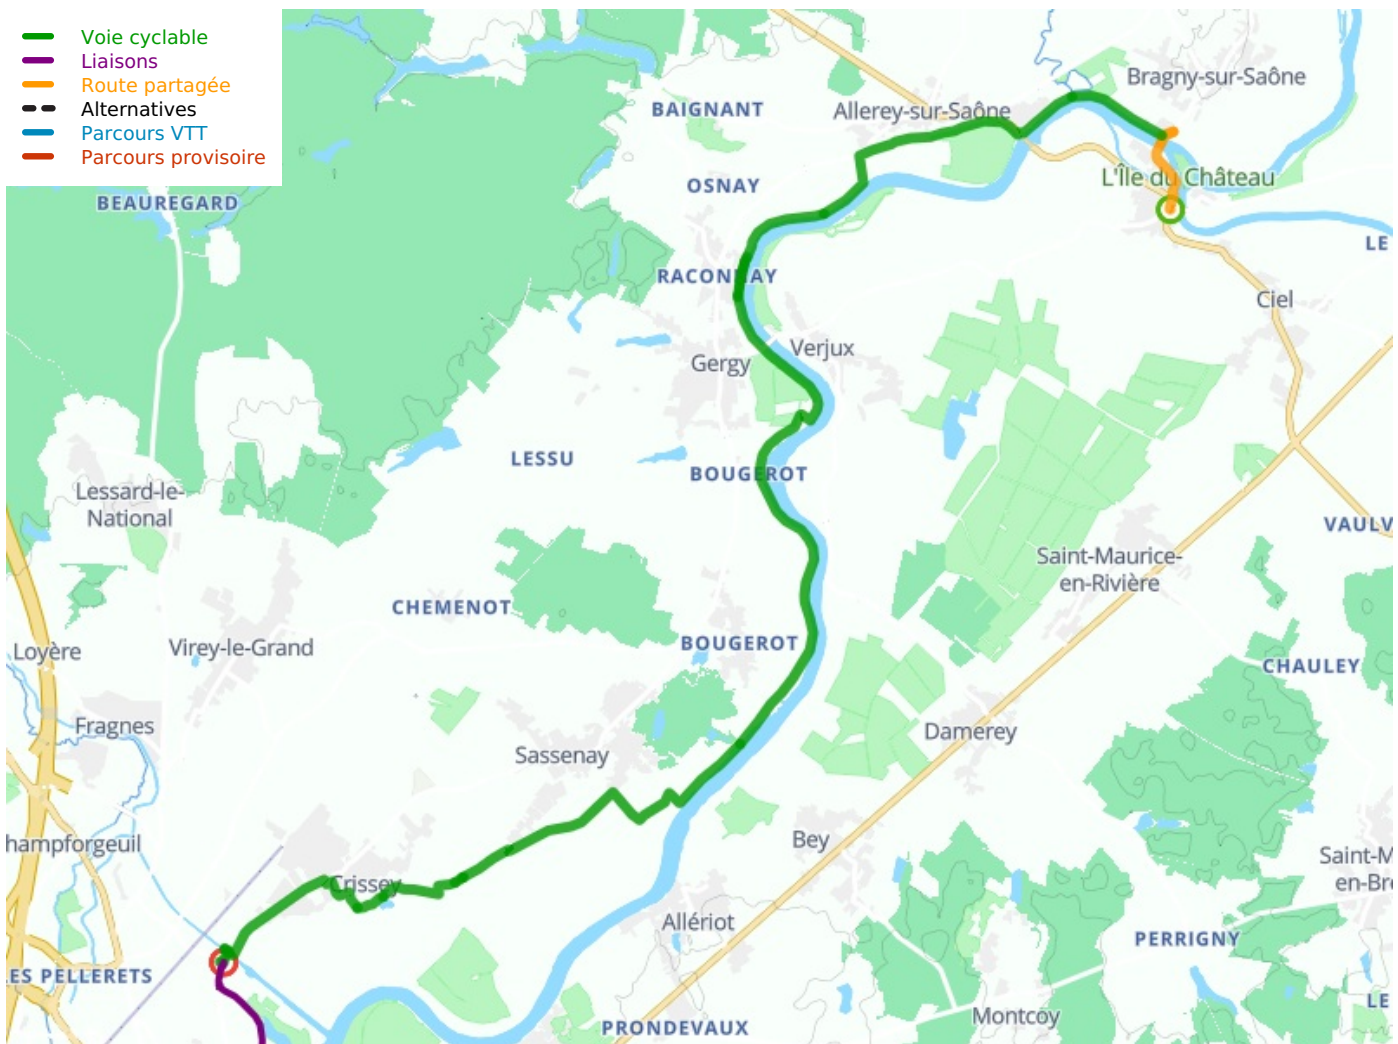 Voie cyclable
Liaisons
Route partagée
Alternatives
Parcours VTT
Parcours provisoire
Bragny-sur-Saône
BAIGNANT
Allerey-sur-Saône
OSNAY
L'Île du Château
BEAUREGARD
LE
RACONNAY
Ciel
Verjux
Gergy
LESSU
BOUGEROT
Lessard-le-
National
VAULV
Saint-Maurice-
en-Rivière
CHEMENOT
BOUGEROT
Loyère
Virey-le-Grand
CHAULEY
Fragnes
Damerey
Sassenay
hampforgeuil
Bey
Saint-M
en-Bre
Crissey
Allériot
PERRIGNY
ES PELLERETS
LE
Montcoy
PRONDEVAUX